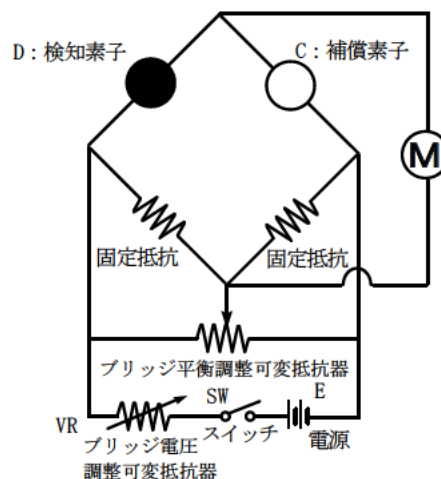 D：検知素子
C：補償素子
M
固定抵抗
固定抵抗
ブリッジ平衡調整可変抵抗器
SW
E
VR
スイッチ
電源
ブリッジ電圧
調整可変抵抗器